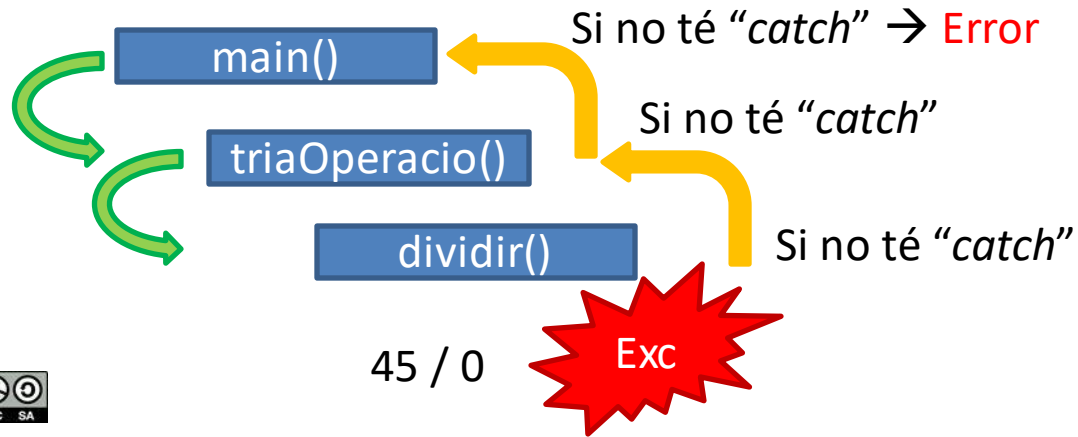 Si no té “catch” → Error
main()
Si no té “catch”
triaOperacio()
Si no té “catch”
dividir()
45 / 0
Exc
C SA